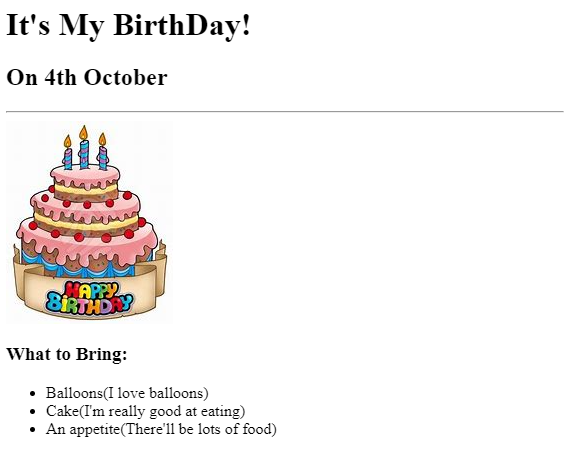 It's My BirthDay!
On 4th October
HAPPY
BIRTHDAY
What to Bring:
Balloons(I love balloons)
Cake(I'm really good at eating)
An appetite(There'll be lots of food)